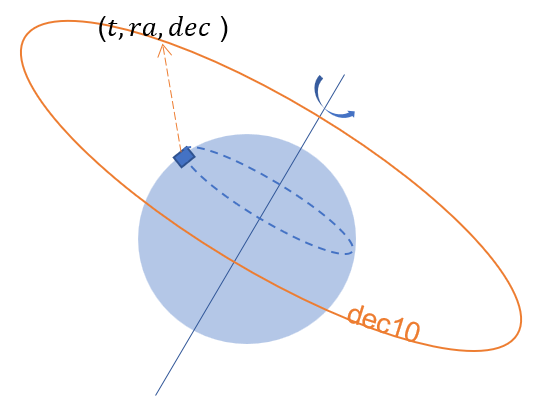 (t, ra, dec )
dec10